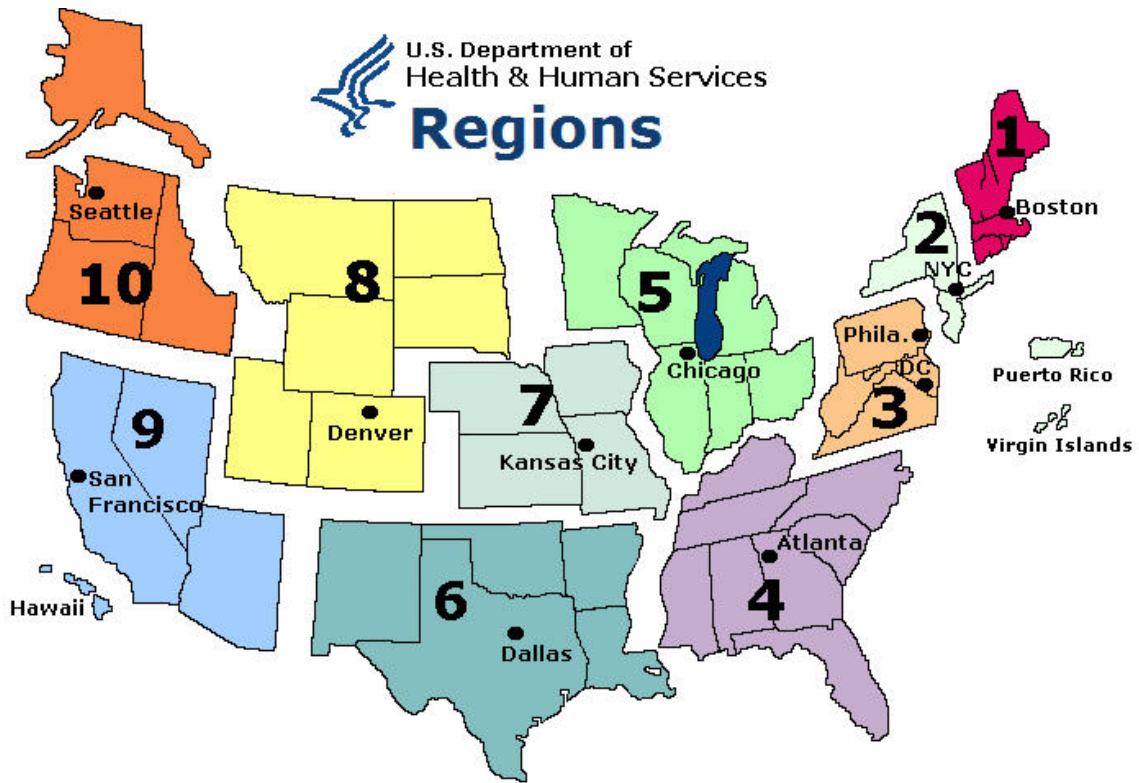 U.S. Department of
Health & Human Services
Regions
1
Boston
2
NYC
Seattle
10
8
5
Chicago
Phila.
DC
3
Puerto Rico
Virgin Islands
7
Kansas City
Denver
9
San
Francisco
Hawaii
6
Dallas
Atlanta
4